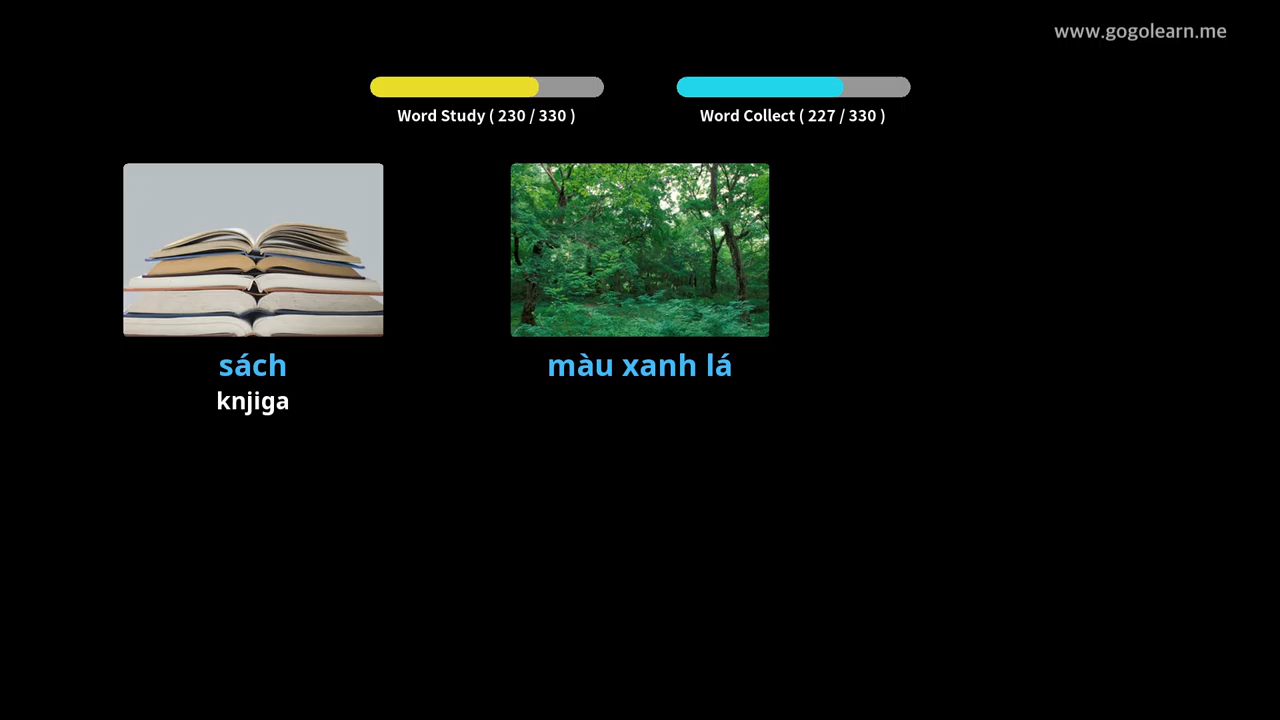 www.gogolearn.me
Word Study ( 230 / 330 )
Word Collect ( 227 / 330 )
sách
knjiga
màu xanh lá